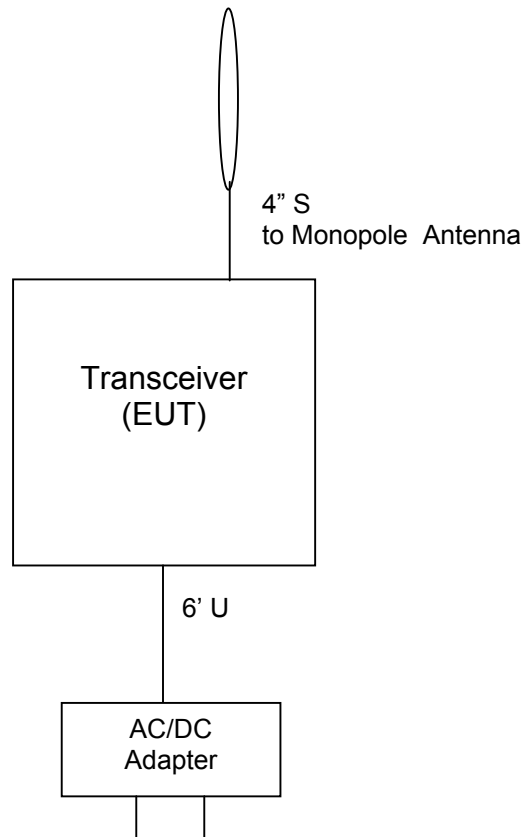 4” S
to Monopole Antenna
Transceiver
(EUT)
6’ U
AC/DC
Adapter